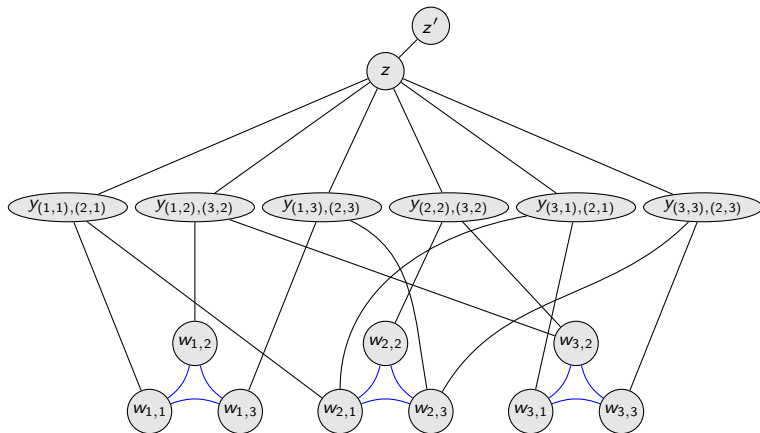 z′
z
y(1,1),(2,1) y(1,2),(3,2) y(1,3),(2,3) y(2,2),(3,2) y(3,1),(2,1) y(3,3),(2,3)
w1,2 w2,2 w3,2
w1,1 w1,3 w2,1 w2,3 w3,1 w3,3